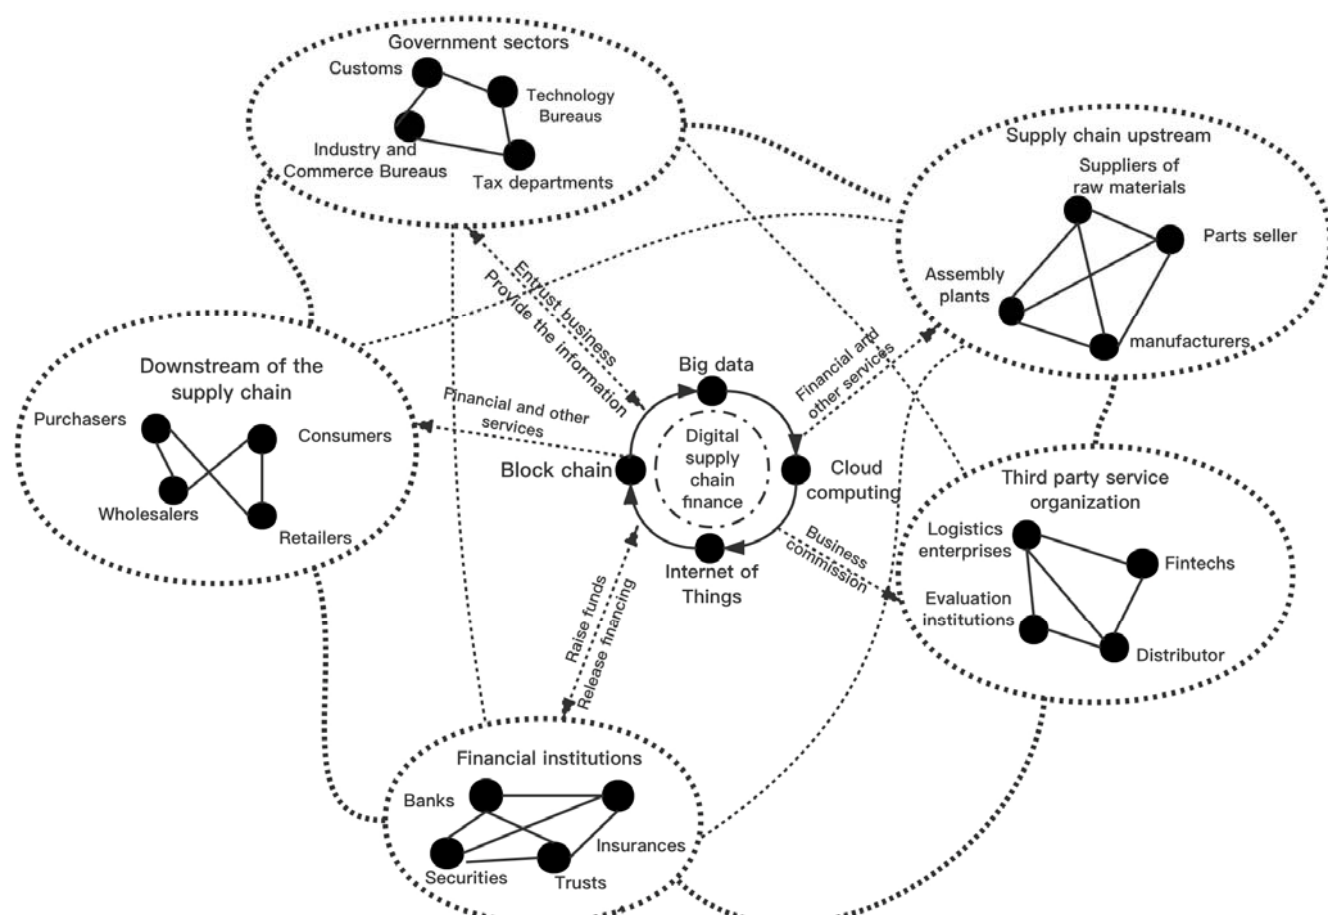 Government sectors
Customs
Technology
Bureaus
Industry and
Commerce Bureaus
Tax departments
Supply chain upstream
Suppliers of
raw materials
Parts seller
Assembly
plants
manufacturers
Entrust business
Provide the information
Financial and
other services
Downstream of the
supply chain
Purchasers
Consumers
Wholesalers
Retailers
Financial and other
services
Big data
Block chain
Digital
supply
chain
finance
Cloud
computing
Internet of
Things
Business
commission
Third party service
organization
Logistics
enterprises
Fintechs
Evaluation
institutions
Distributor
Raise funds
Release financing
Financial institutions
Banks
Insurances
Securities
Trusts